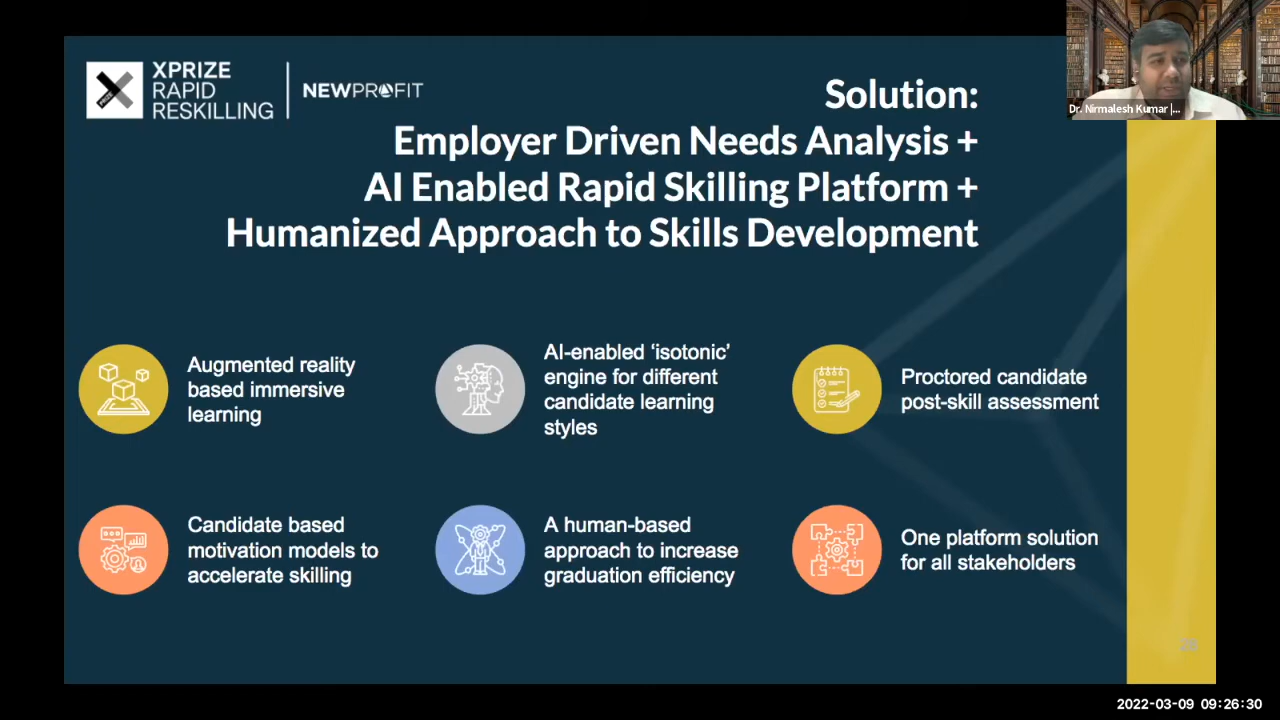 XPRIZE
RAPID
RESKILLING
NEWPROFIT
Solution:
Employer Driven Needs Analysis +
AI Enabled Rapid Skilling Platform +
Humanized Approach to Skills Development
Dr. Nirmalesh Kumar |...
Augmented reality
based immersive
learning
AI-enabled ‘isotonic’
engine for different
candidate learning
styles
Proctored candidate
post-skill assessment
Candidate based
motivation models to
accelerate skilling
A human-based
approach to increase
graduation efficiency
One platform solution
for all stakeholders
2022-03-09 09:26:30